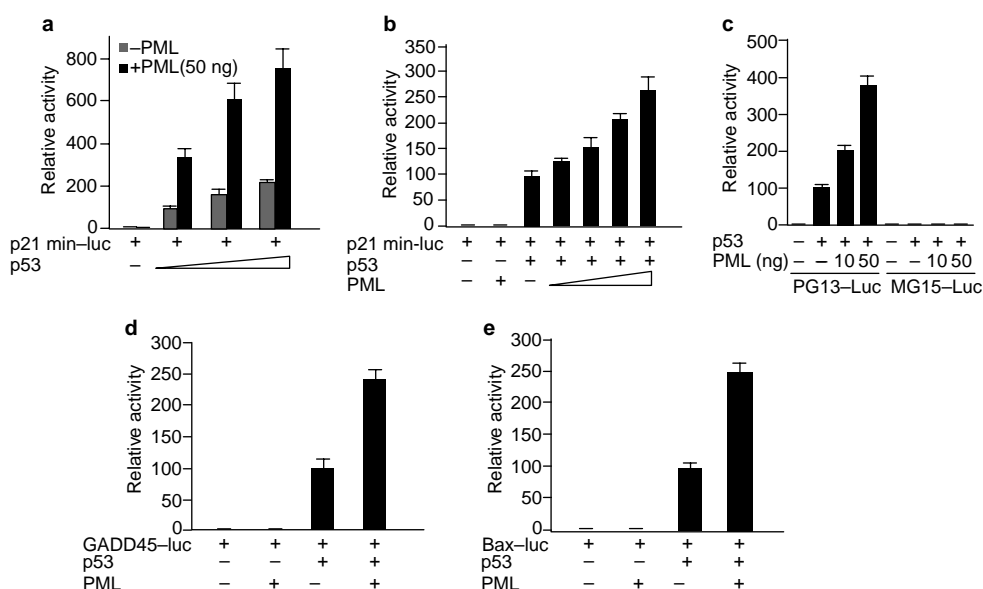 a
–PML
+PML(50 ng)
Relative activity
800
600
400
200
0
p21 min–luc + + + +
p53 –
b
Relative activity
350
300
250
200
150
100
50
0
p21 min-luc + + + + + + +
p53 – – + + + + +
PML – + –
c
Relative activity
500
400
300
200
100
0
p53 – + + + – + + +
PML (ng) – – 10 50 – – 10 50
PG13–Luc MG15–Luc
d
Relative activity
300
250
200
150
100
50
0
GADD45–luc + + + +
p53 – – + +
PML – + – +
e
Relative activity
300
250
200
150
100
50
0
Bax–luc + + + +
p53 – – + +
PML – + – +